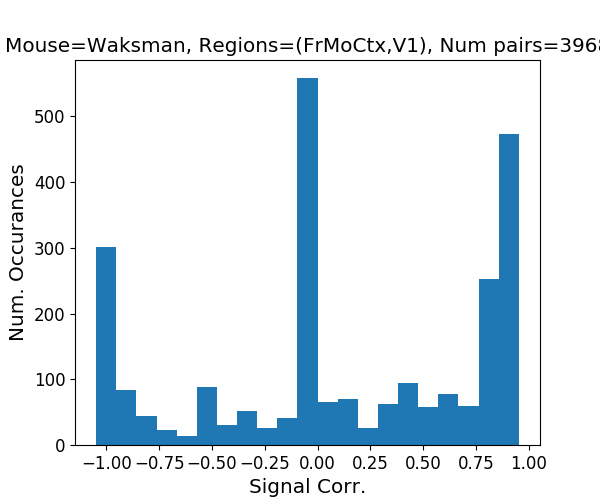 Mouse=Waksman, Regions=(FrMoCtx,V1), Num pairs=3968
500
400
300
200
100
0
Num. Occurances
−1.00 −0.75 −0.50 −0.25 0.00 0.25 0.50 0.75 1.00
Signal Corr.